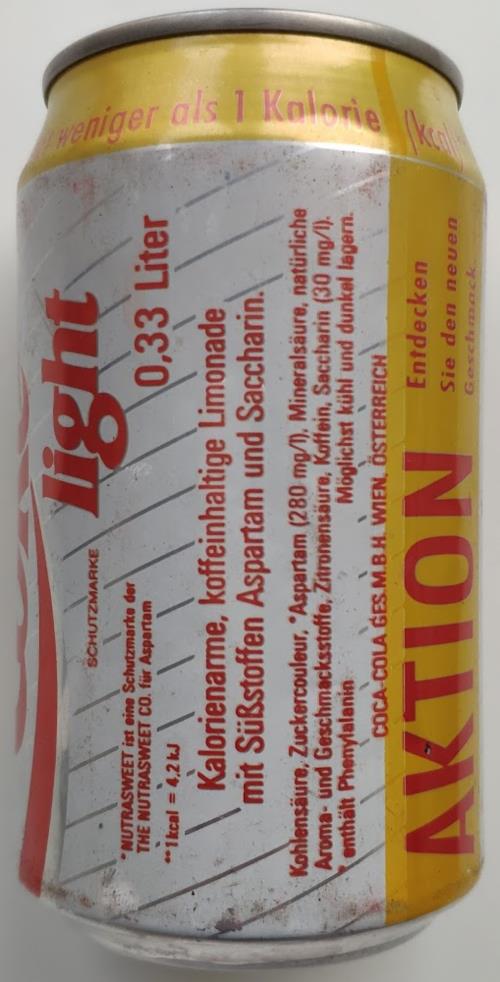 weniger als 1 Kalorie (kcal)
light
0,33 Liter
SCHUTZMARKE
*NUTRASWEET ist eine Schutzmarke der
THE NUTRASWEET CO. für Aspartam
**1kcal = 4,2 kJ
Kalorienarme, koffeinhaltige Limonade
mit Süßstoffen Aspartam und Saccharin.
Kohlensäure, Zuckercouleur, *Aspartam (280 mg/l), Mineralsäure, natürliche
Aroma- und Geschmacksstoffe, Zitronensäure, Koffein, Saccharin (30 mg/l).
* enthält Phenylalanin
Möglichst kühl und dunkel lagern.
COCA-COLA GES.M.B.H. WIEN, ÖSTERREICH
AKTION
Entdecken
Sie den neuen
Geschmack